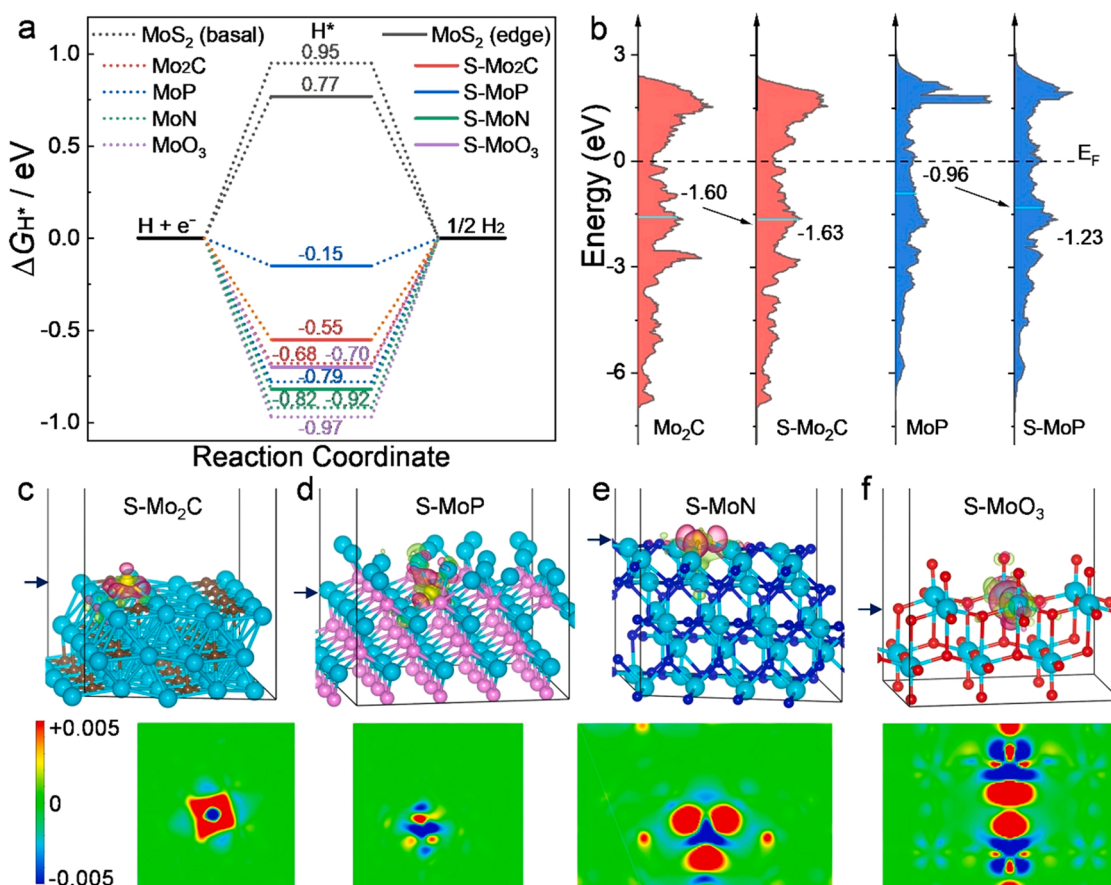 a
MoS2 (basal)
H*
MoS2 (edge)
0.95
Mo2C
0.77
S-Mo2C
MoP
S-MoP
MoN
S-MoN
MoO3
S-MoO3
1.0
0.5
0.0
-0.5
-1.0
ΔGH* / eV
H + e−
1/2 H2
-0.15
-0.55
-0.68 -0.70
-0.79
-0.82 -0.92
-0.97
Reaction Coordinate
b
3
0
-3
-6
Energy (eV)
EF
-1.60
-1.63
-0.96
-1.23
Mo2C
S-Mo2C
MoP
S-MoP
c
S-Mo2C
d
S-MoP
e
S-MoN
f
S-MoO3
+0.005
0
-0.005